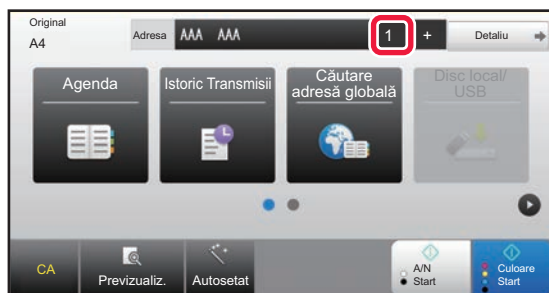 Original
A4
Adresa AAA AAA 1 + Detaliu
Agenda
Istoric Transmisii
Căutare
adresă globală
Disc local/
USB
CA
Previzualiz.
Autosetat
A/N
Start
Culoare
Start